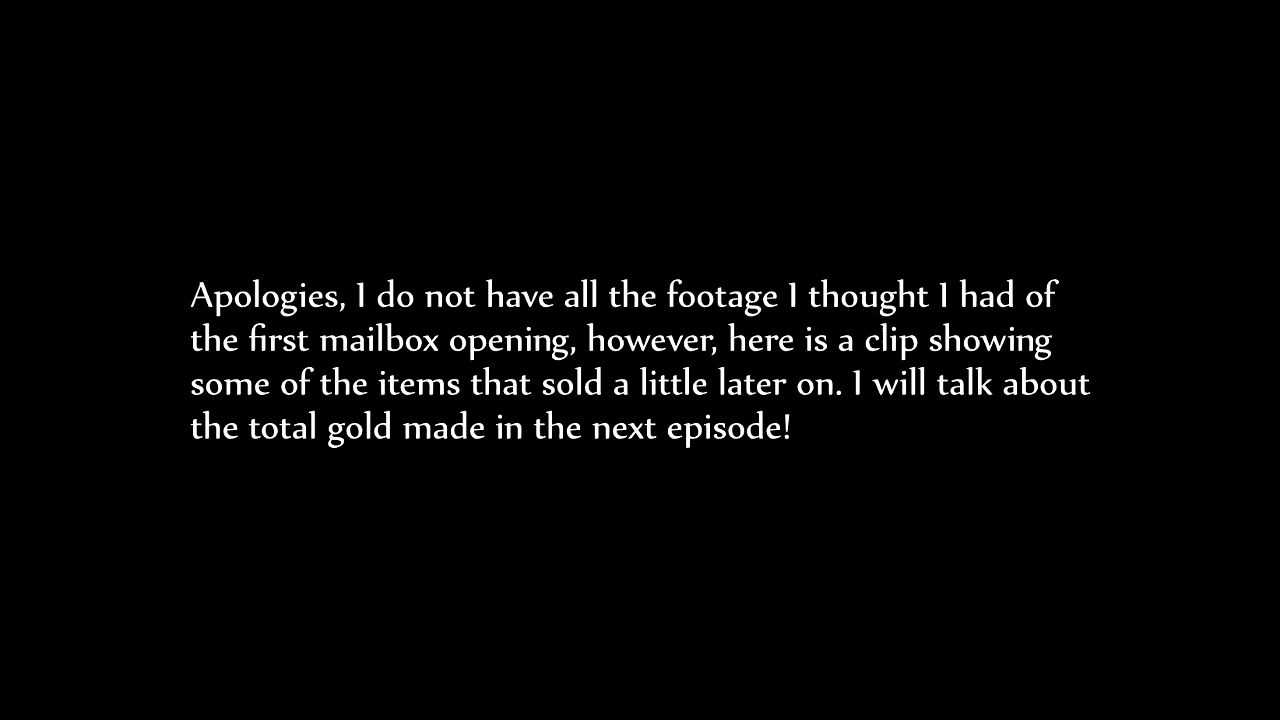 Apologies, I do not have all the footage I thought I had of
the first mailbox opening, however, here is a clip showing
some of the items that sold a little later on. I will talk about
the total gold made in the next episode!